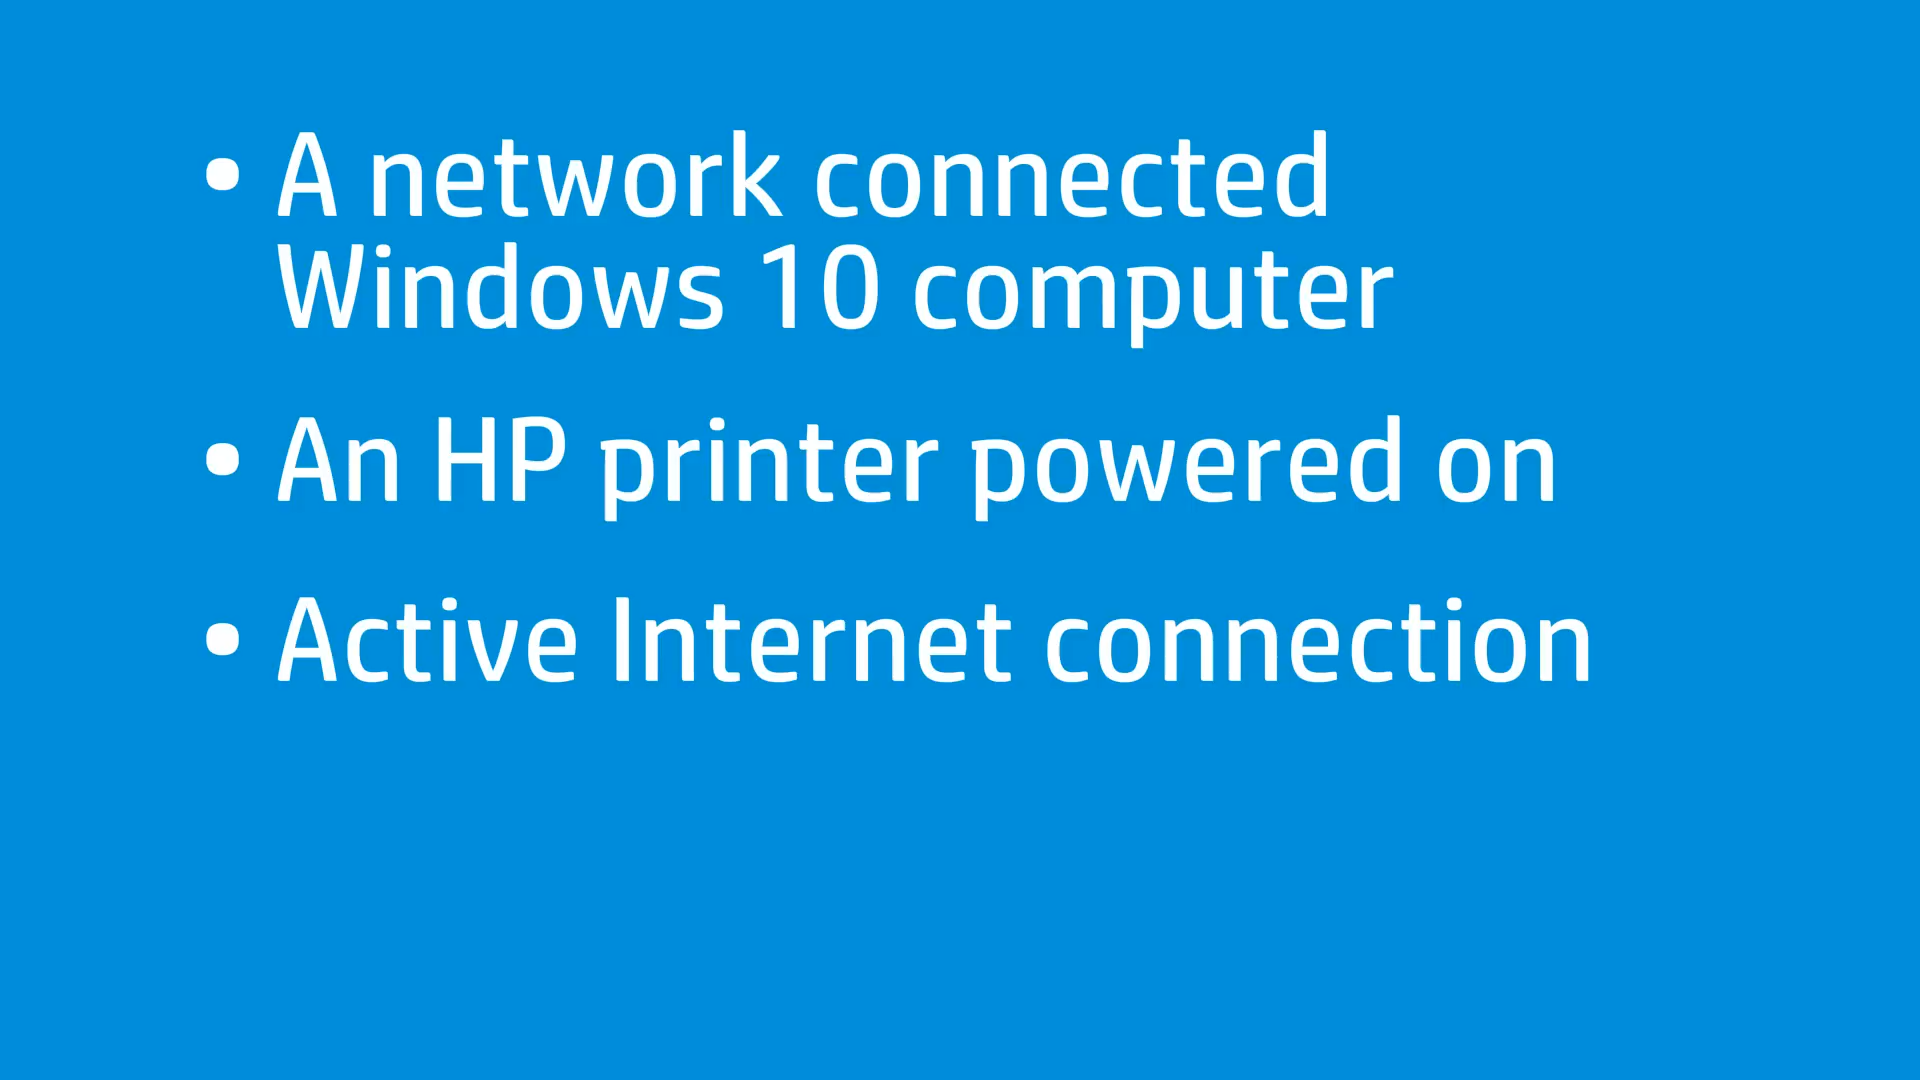 • A network connected
Windows 10 computer
• An HP printer powered on
• Active Internet connection